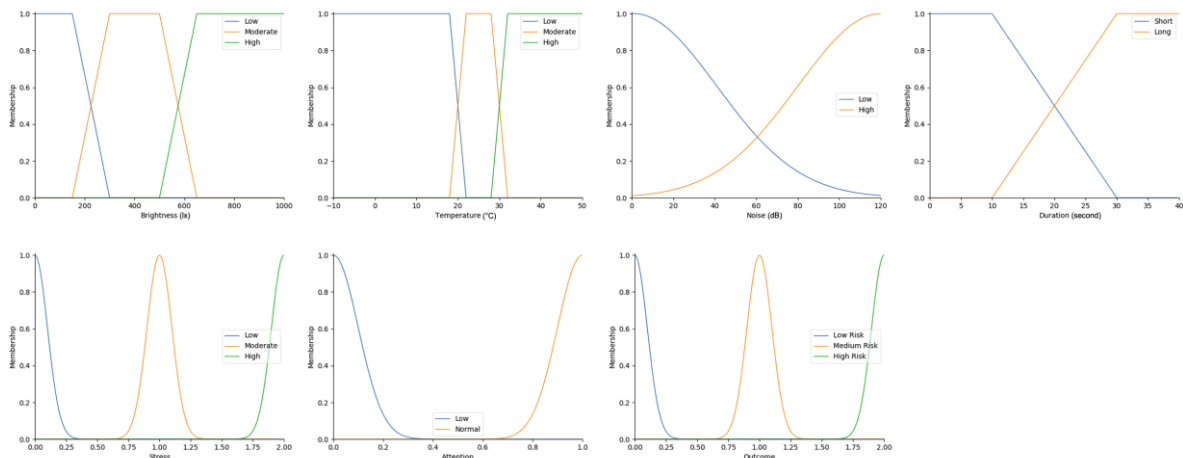 1.0
0.8
0.6
0.4
0.2
0.0
Membership
0 200 400 600 800 1000
Brightness (lx)
Low
Moderate
High
1.0
0.8
0.6
0.4
0.2
0.0
Membership
−10 0 10 20 30 40 50
Temperature (°C)
Low
Moderate
High
1.0
0.8
0.6
0.4
0.2
0.0
Membership
0 20 40 60 80 100 120
Noise (dB)
Low
High
1.0
0.8
0.6
0.4
0.2
0.0
Membership
0 5 10 15 20 25 30 35 40
Duration (second)
Short
Long
1.0
0.8
0.6
0.4
0.2
0.0
Membership
0.00 0.25 0.50 0.75 1.00 1.25 1.50 1.75 2.00
Stress
Low
Moderate
High
1.0
0.8
0.6
0.4
0.2
0.0
Membership
0.0 0.2 0.4 0.6 0.8 1.0
Attention
Low
Normal
1.0
0.8
0.6
0.4
0.2
0.0
Membership
0.00 0.25 0.50 0.75 1.00 1.25 1.50 1.75 2.00
Outcome
Low Risk
Medium Risk
High Risk